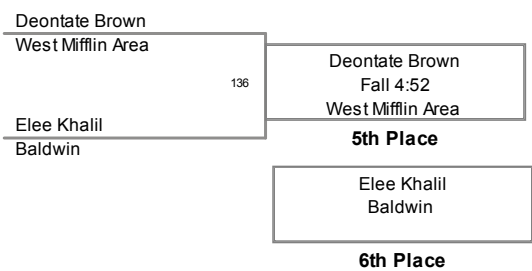 Deontate Brown
West Mifflin Area
136
Elee Khalil
Baldwin
Deontate Brown
Fall 4:52
West Mifflin Area
5th Place
Elee Khalil
Baldwin
6th Place